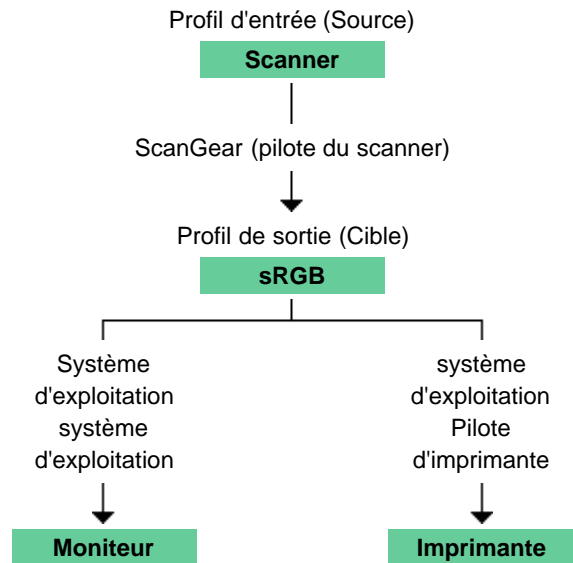 Profil d'entrée (Source)
Scanner
ScanGear (pilote du scanner)
Profil de sortie (Cible)
sRGB
Système
d'exploitation
système
d'exploitation
Moniteur
système
d'exploitation
Pilote
d'imprimante
Imprimante